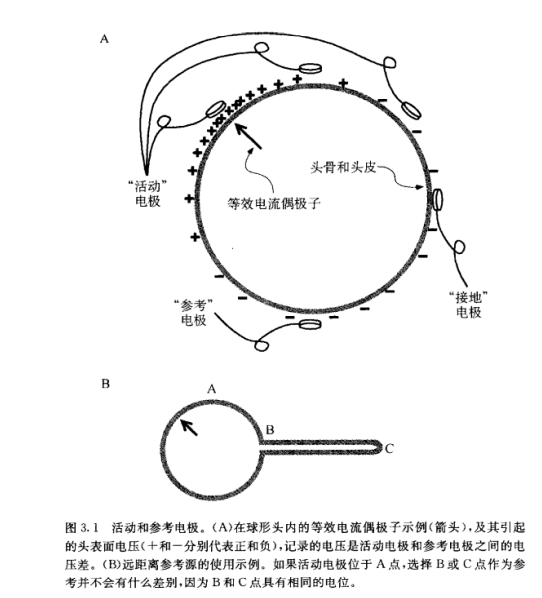 A
“活动”
电极
等效电流偶极子
头骨和头皮
“参考”
电极
“接地”
电极
B
A
B
C
图 3.1 活动和参考电极。(A)在球形头内的等效电流偶极子示例(箭头),及其引起
的头表面电压(+和-分别代表正和负),记录的电压是活动电极和参考电极之间的电
压差。(B)远距离参考源的使用示例。如果活动电极位于 A 点,选择 B 或 C 点作为参
考并不会有什么差别,因为 B 和 C 点具有相同的电位。